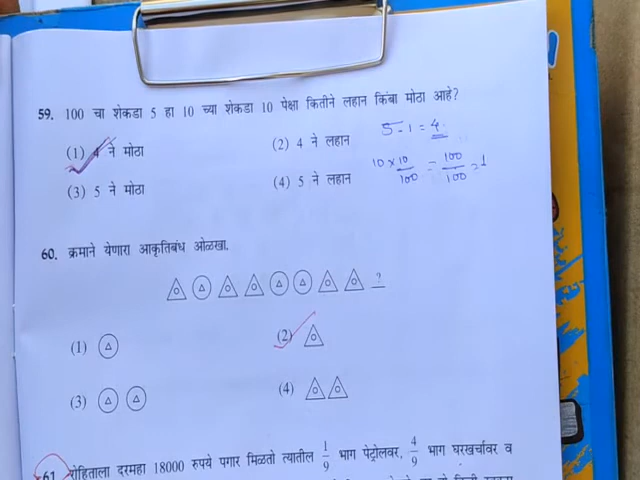 59. 100 चा शेकडा 5 हा 10 च्या शेकडा 10 पेक्षा कितीने लहान किंबा मोठा आहे?
5-1=4
(1) 4 ने मोठा (2) 4 ने लहान
10 × 10/100 = 100/100 = 1
(3) 5 ने मोठा (4) 5 ने लहान
60. क्रमाने येणारा आकृतिबंध ओळखा.
?
(1) (2)
(3) (4)
61. रोहिताला दरमहा 18000 रुपये पगार मिळतो त्यातील 1/9 भाग पेट्रोलवर, 4/9 भाग घरखर्चावर व